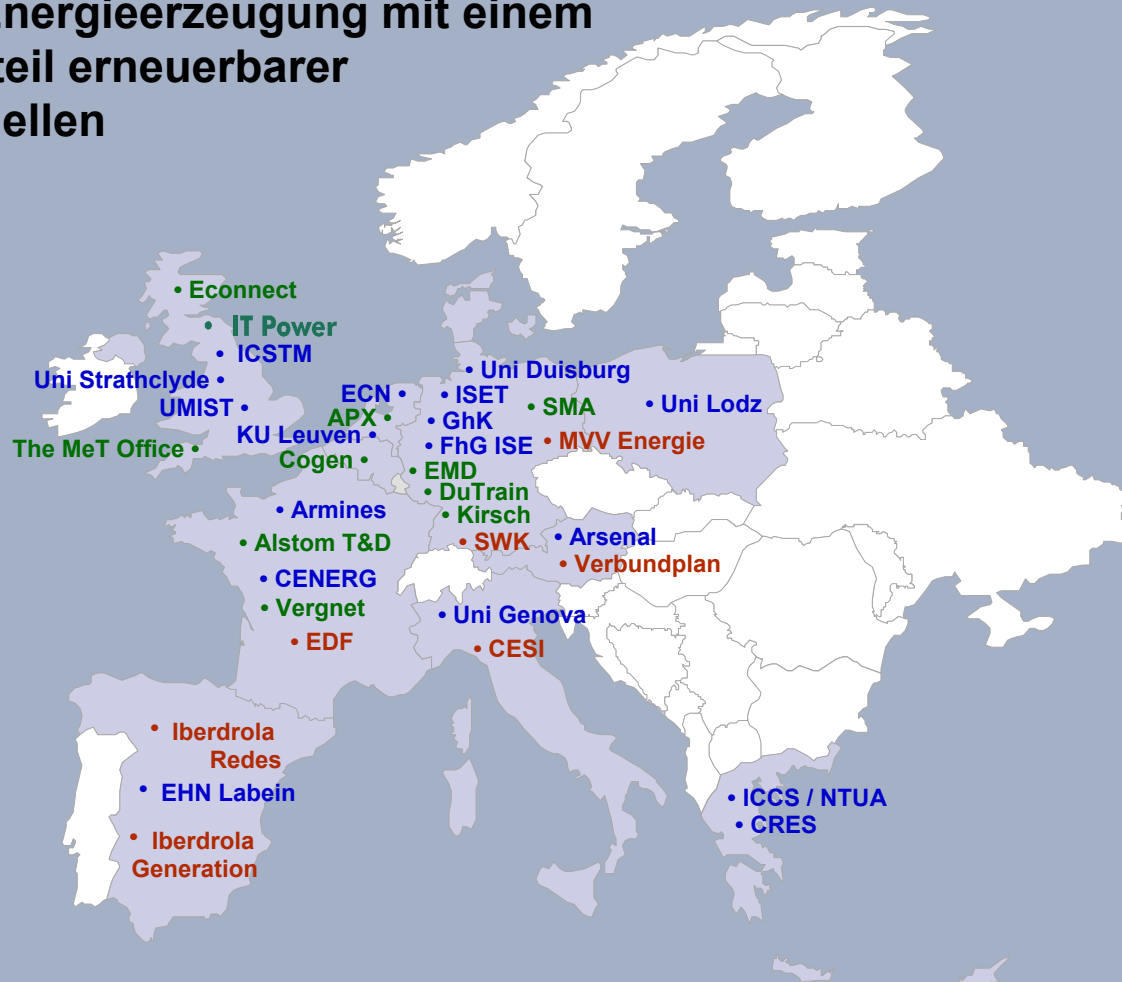 nergieerzeugung mit einem
teil erneuerbarer
ellen
• Econnect
• IT Power
• ICSTM
Uni Strathclyde •
UMIST •
The MeT Office •
ECN •
APX •
KU Leuven •
Cogen •
• Uni Duisburg
• ISET
• SMA
• GhK
• FhG ISE
• MVV Energie
• Uni Lodz
• EMD
• DuTrain
• Kirsch
• SWK
• Arsenal
• Verbundplan
• Armines
• Alstom T&D
• CENERG
• Vergnet
• EDF
• Uni Genova
• CESI
• Iberdrola
Redes
• EHN Labein
• Iberdrola
Generation
• ICCS / NTUA
• CRES